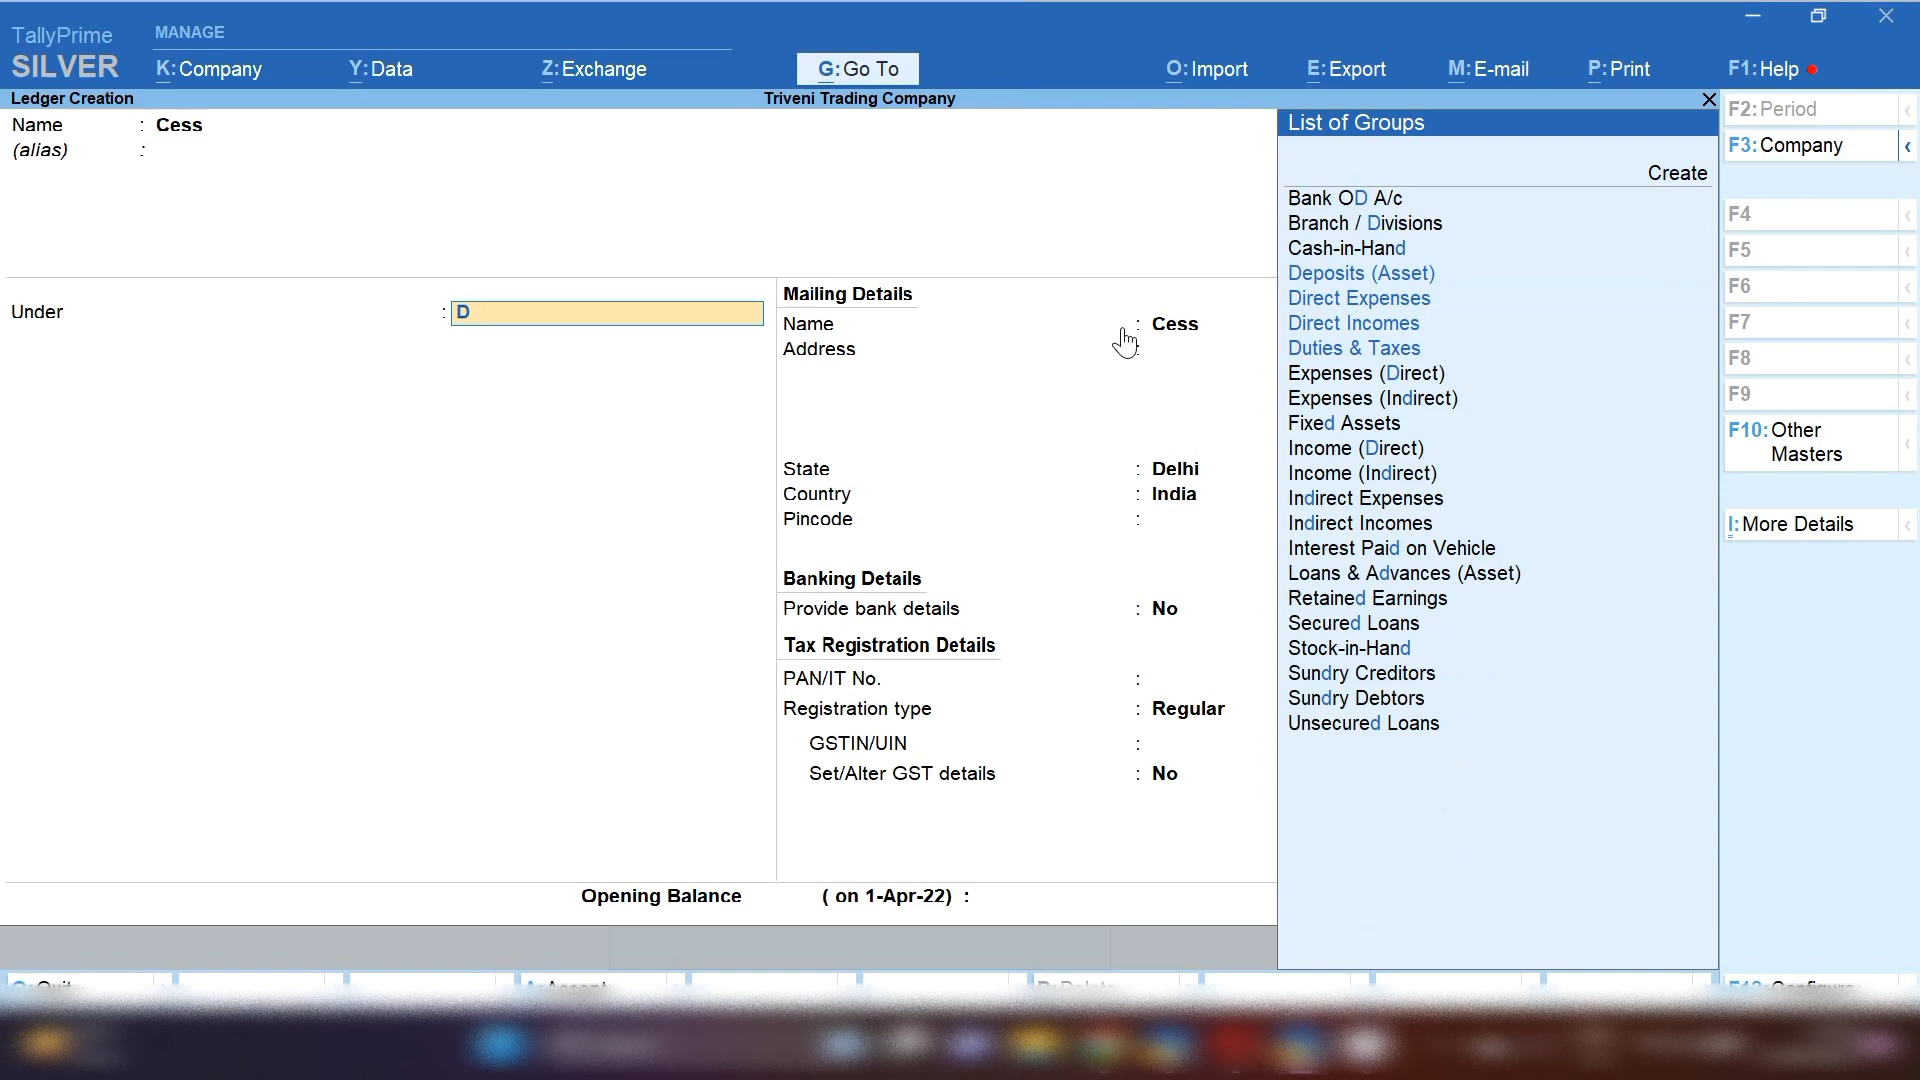 TallyPrime
SILVER
MANAGE
K:Company Y:Data Z:Exchange G:Go To O:Import E:Export M:E-mail P:Print F1:Help
Ledger Creation Triveni Trading Company
Name : Cess
(alias) :
Under : D
Mailing Details
Name : Cess
Address :
State : Delhi
Country : India
Pincode :
Banking Details
Provide bank details : No
Tax Registration Details
PAN/IT No. :
Registration type : Regular
GSTIN/UIN :
Set/Alter GST details : No
Opening Balance ( on 1-Apr-22) :
List of Groups
Create
Bank OD A/c
Branch / Divisions
Cash-in-Hand
Deposits (Asset)
Direct Expenses
Direct Incomes
Duties & Taxes
Expenses (Direct)
Expenses (Indirect)
Fixed Assets
Income (Direct)
Income (Indirect)
Indirect Expenses
Indirect Incomes
Interest Paid on Vehicle
Loans & Advances (Asset)
Retained Earnings
Secured Loans
Stock-in-Hand
Sundry Creditors
Sundry Debtors
Unsecured Loans
F2:Period
F3:Company
F4
F5
F6
F7
F8
F9
F10:Other
Masters
I:More Details